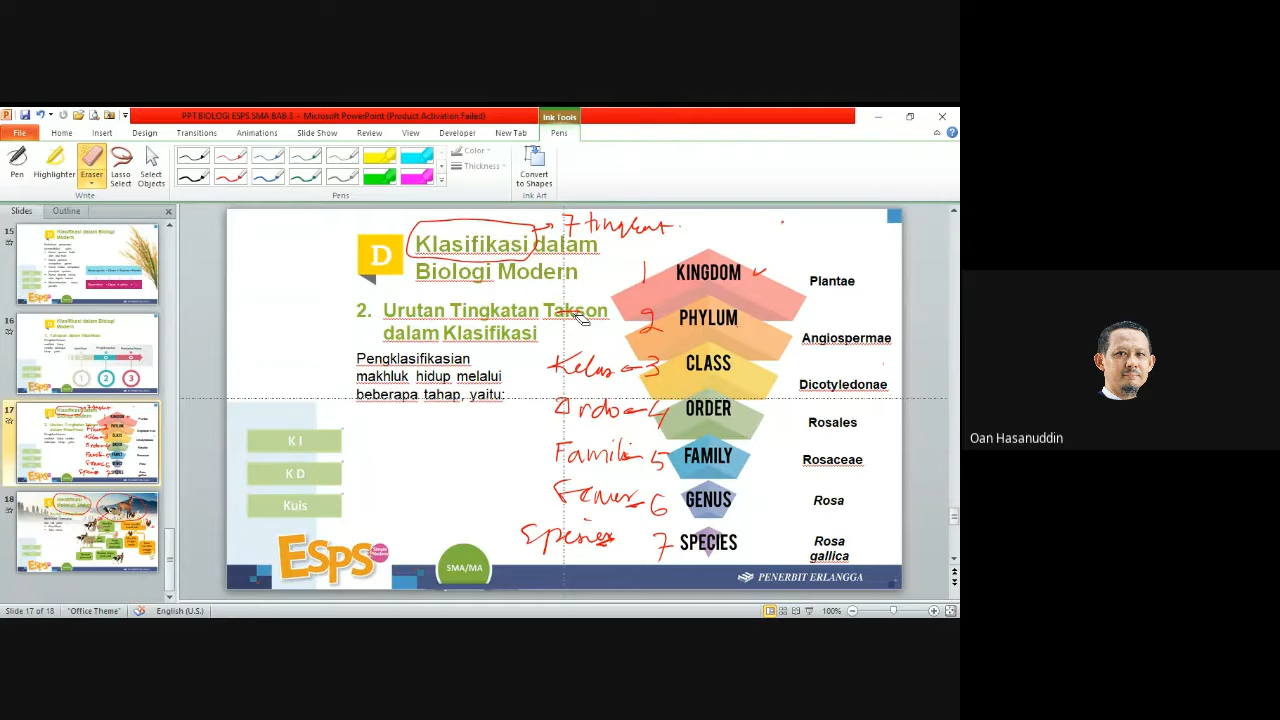 PPT BIOLOGI ESPS SMA BAB 3 - Microsoft PowerPoint (Product Activation Failed)
Ink Tools
File Home Insert Design Transitions Animations Slide Show Review View Developer New Tab Pens
Pen
Highlighter
Eraser
Lasso Select
Select Objects
Color
Thickness
Convert to Shapes
Write
Pens
Ink Art
Slides Outline
15
16
17
18
7 tingkat.
D
Klasifikasi dalam
Biologi Modern
2. Urutan Tingkatan Takson
dalam Klasifikasi
Pengklasifikasian
makhluk hidup melalui
beberapa tahap, yaitu:
K I
K D
Kuis
1 KINGDOM Plantae
2 PHYLUM Angiospermae
Kelas 3 CLASS Dicotyledonae
Ordo 4 ORDER Rosales
Famili 5 FAMILY Rosaceae
Genus 6 GENUS Rosa
Spesies 7 SPECIES Rosa
gallica
ESPS
SMA/MA
PENERBIT ERLANGGA
Slide 17 of 18 "Office Theme" English (U.S.) 100%
Oan Hasanuddin